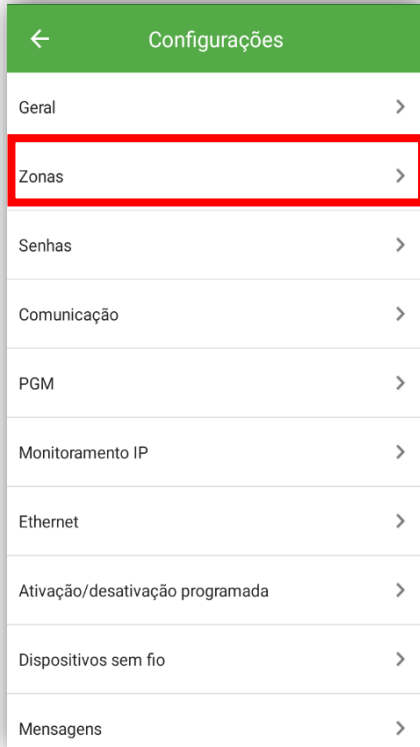 Configurações
Geral
Zonas
Senhas
Comunicação
PGM
Monitoramento IP
Ethernet
Ativação/desativação programada
Dispositivos sem fio
Mensagens